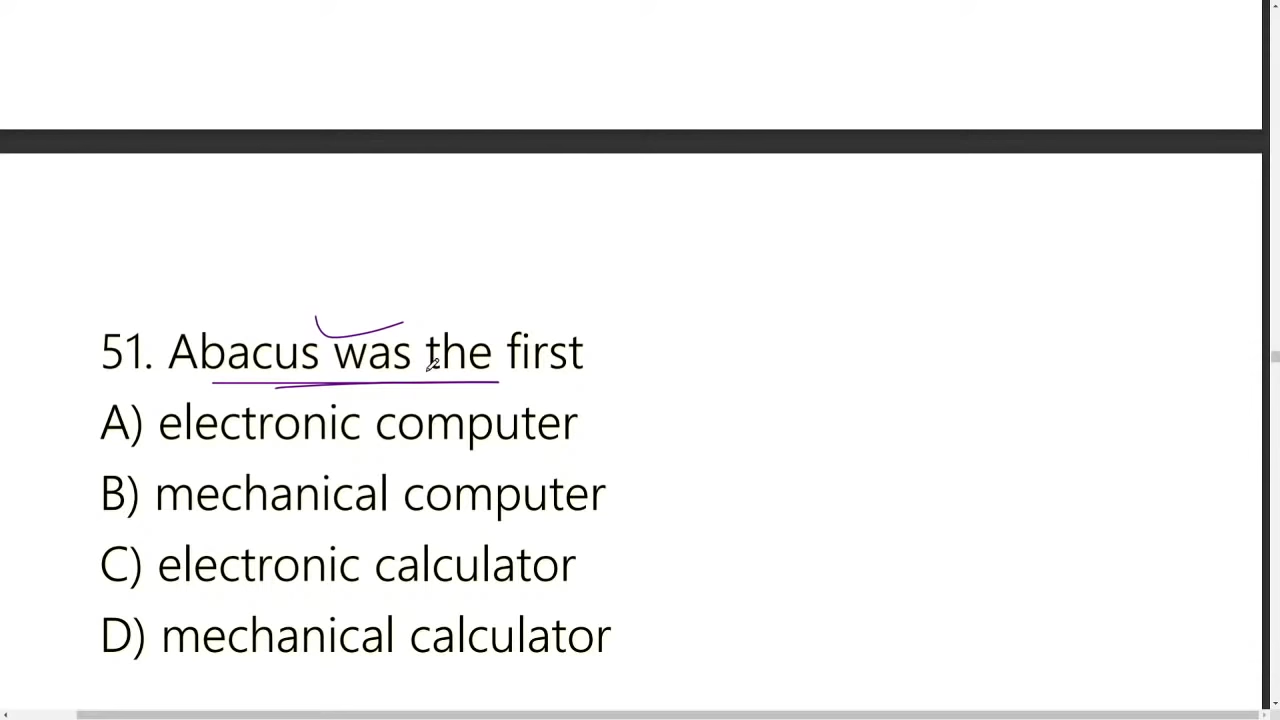 51. Abacus was the first
A) electronic computer
B) mechanical computer
C) electronic calculator
D) mechanical calculator